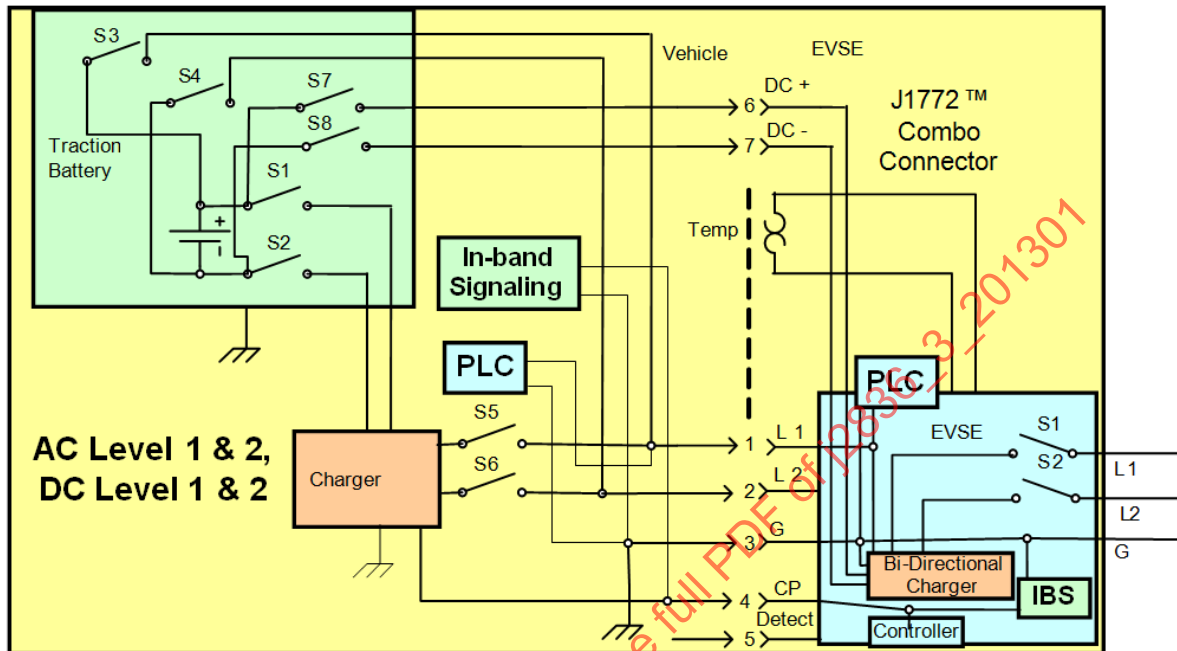 S3
S4
S7
S8
S1
S2
Traction
Battery
+
-
Vehicle
EVSE
6
DC +
7
DC -
J1772 ™
Combo
Connector
Temp
In-band
Signaling
PLC
S5
S6
AC Level 1 & 2,
DC Level 1 & 2
Charger
1
L 1
2
L 2
3
G
4
CP
5
Detect
PLC
EVSE
S1
S2
L1
L2
G
Bi-Directional
Charger
IBS
Controller
e full PDF of j2836_3_201301